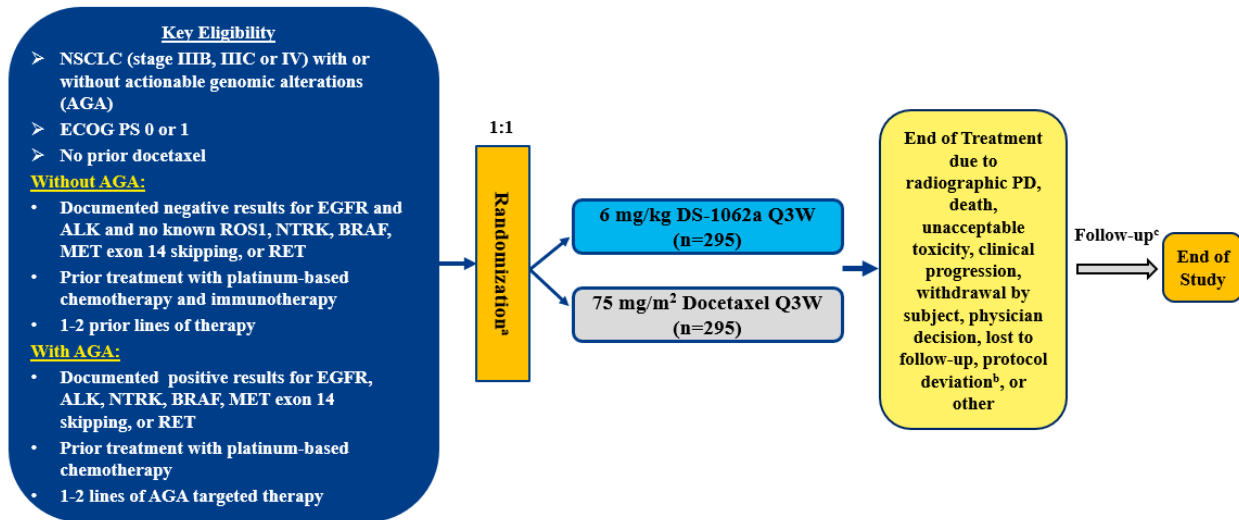 Key Eligibility
➢ NSCLC (stage IIIB, IIIC or IV) with or
without actionable genomic alterations
(AGA)
➢ ECOG PS 0 or 1
➢ No prior docetaxel
Without AGA:
• Documented negative results for EGFR and
ALK and no known ROS1, NTRK, BRAF,
MET exon 14 skipping, or RET
• Prior treatment with platinum-based
chemotherapy and immunotherapy
• 1-2 prior lines of therapy
With AGA:
• Documented positive results for EGFR,
ALK, NTRK, BRAF, MET exon 14
skipping, or RET
• Prior treatment with platinum-based
chemotherapy
• 1-2 lines of AGA targeted therapy
1:1
Randomizationᵃ
6 mg/kg DS-1062a Q3W
(n=295)
75 mg/m² Docetaxel Q3W
(n=295)
End of Treatment
due to
radiographic PD,
death,
unacceptable
toxicity, clinical
progression,
withdrawal by
subject, physician
decision, lost to
follow-up, protocol
deviationᵇ, or
other
Follow-upᶜ
End of
Study